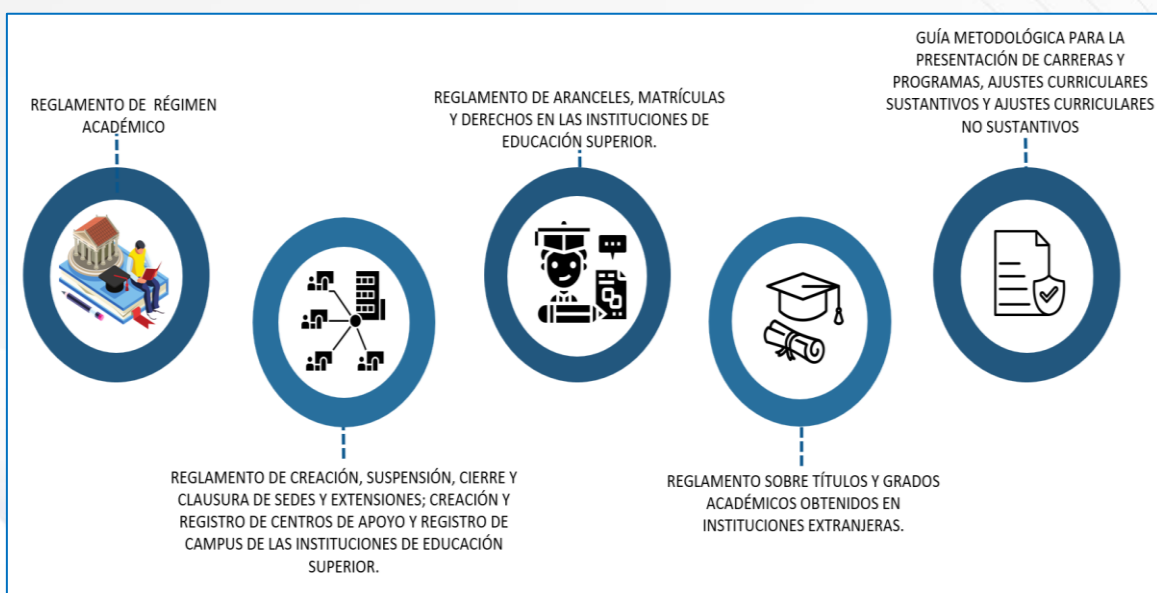 REGLAMENTO DE RÉGIMEN
ACADÉMICO
REGLAMENTO DE CREACIÓN, SUSPENSIÓN, CIERRE Y
CLAUSURA DE SEDES Y EXTENSIONES; CREACIÓN Y
REGISTRO DE CENTROS DE APOYO Y REGISTRO DE
CAMPUS DE LAS INSTITUCIONES DE EDUCACIÓN
SUPERIOR.
REGLAMENTO DE ARANCELES, MATRÍCULAS
Y DERECHOS EN LAS INSTITUCIONES DE
EDUCACIÓN SUPERIOR.
REGLAMENTO SOBRE TÍTULOS Y GRADOS
ACADÉMICOS OBTENIDOS EN
INSTITUCIONES EXTRANJERAS.
GUÍA METODOLÓGICA PARA LA
PRESENTACIÓN DE CARRERAS Y
PROGRAMAS, AJUSTES CURRICULARES
SUSTANTIVOS Y AJUSTES CURRICULARES
NO SUSTANTIVOS